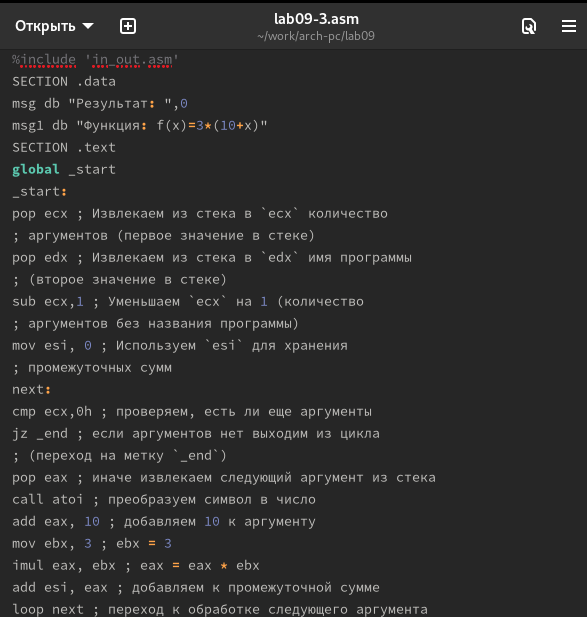 Открыть
lab09-3.asm
~/work/arch-pc/lab09
%include 'in_out.asm'
SECTION .data
msg db "Результат: ",0
msg1 db "Функция: f(x)=3*(10+x)"
SECTION .text
global _start
_start:
pop ecx ; Извлекаем из стека в `ecx` количество
; аргументов (первое значение в стеке)
pop edx ; Извлекаем из стека в `edx` имя программы
; (второе значение в стеке)
sub ecx,1 ; Уменьшаем `ecx` на 1 (количество
; аргументов без названия программы)
mov esi, 0 ; Используем `esi` для хранения
; промежуточных сумм
next:
cmp ecx,0h ; проверяем, есть ли еще аргументы
jz _end ; если аргументов нет выходим из цикла
; (переход на метку `_end`)
pop eax ; иначе извлекаем следующий аргумент из стека
call atoi ; преобразуем символ в число
add eax, 10 ; добавляем 10 к аргументу
mov ebx, 3 ; ebx = 3
imul eax, ebx ; eax = eax * ebx
add esi, eax ; добавляем к промежуточной сумме
loop next ; переход к обработке следующего аргумента